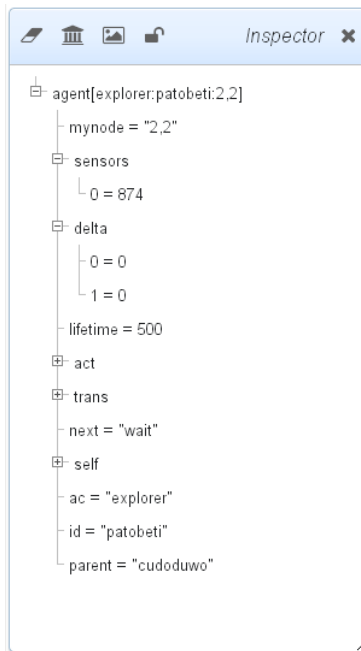 Inspector
agent[explorer:patobeti:2,2]
mynode = "2,2"
sensors
0 = 874
delta
0 = 0
1 = 0
lifetime = 500
act
trans
next = "wait"
self
ac = "explorer"
id = "patobeti"
parent = "cudoduwo"